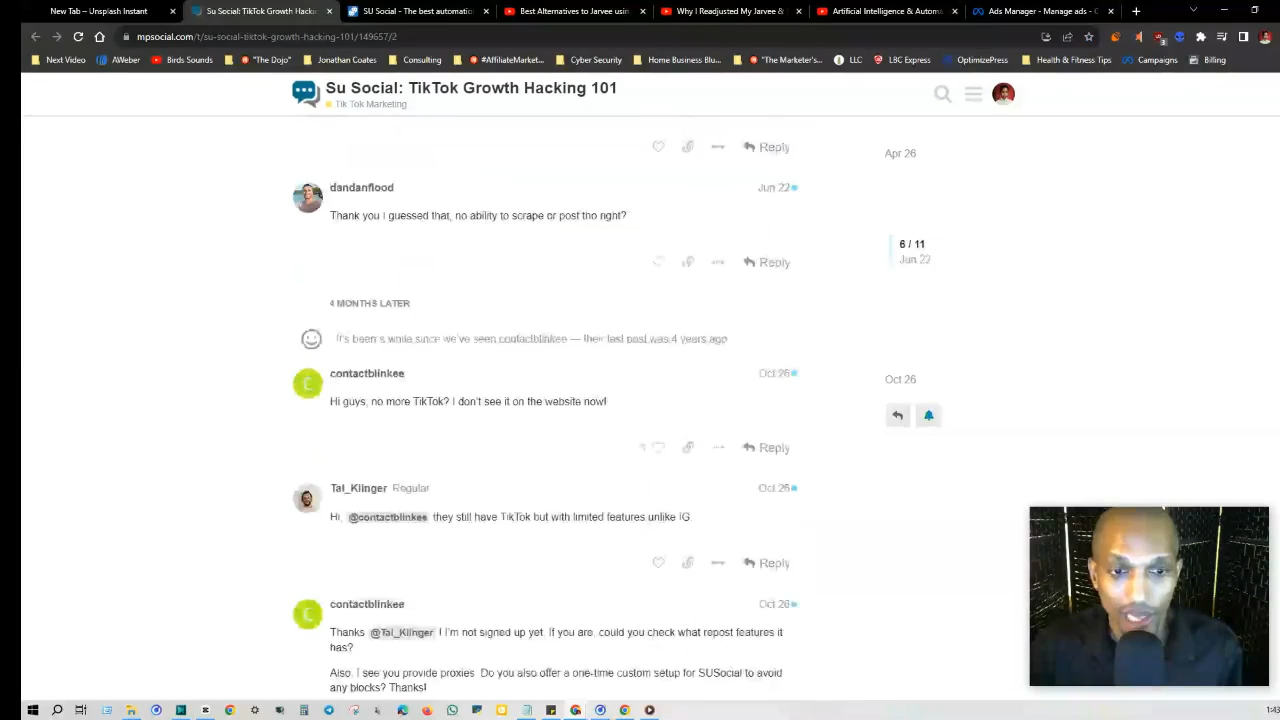 New Tab – Unsplash Instant
Su Social: TikTok Growth Hackin
SU Social - The best automation
Best Alternatives to Jarvee usin
Why I Readjusted My Jarvee &
Artificial Intelligence & Autom
Ads Manager - Manage ads - C
mpsocial.com/t/su-social-tiktok-growth-hacking-101/149657/2
Next Video
AWeber
Birds Sounds
"The Dojo"
Jonathan Coates
Consulting
#AffiliateMarket...
Cyber Security
Home Business Blu...
"The Marketer's...
LLC
LBC Express
OptimizePress
Health & Fitness Tips
Campaigns
Billing
Su Social: TikTok Growth Hacking 101
Tik Tok Marketing
Reply
Apr 26
dandanflood
Jun 22
Thank you I guessed that, no ability to scrape or post tho right?
6 / 11
Jun 22
Reply
4 MONTHS LATER
It's been a while since we've seen contactblinkee — their last post was 4 years ago
contactblinkee
Oct 26
Oct 26
Hi guys, no more TikTok? I don't see it on the website now!
Reply
Tal_Klinger Regular
Oct 26
Hi, @contactblinkee they still have TikTok but with limited features unlike IG.
Reply
contactblinkee
Oct 26
Thanks @Tal_Klinger ! I'm not signed up yet. If you are, could you check what repost features it
has?
Also, I see you provide proxies. Do you also offer a one-time custom setup for SUSocial to avoid
any blocks? Thanks!